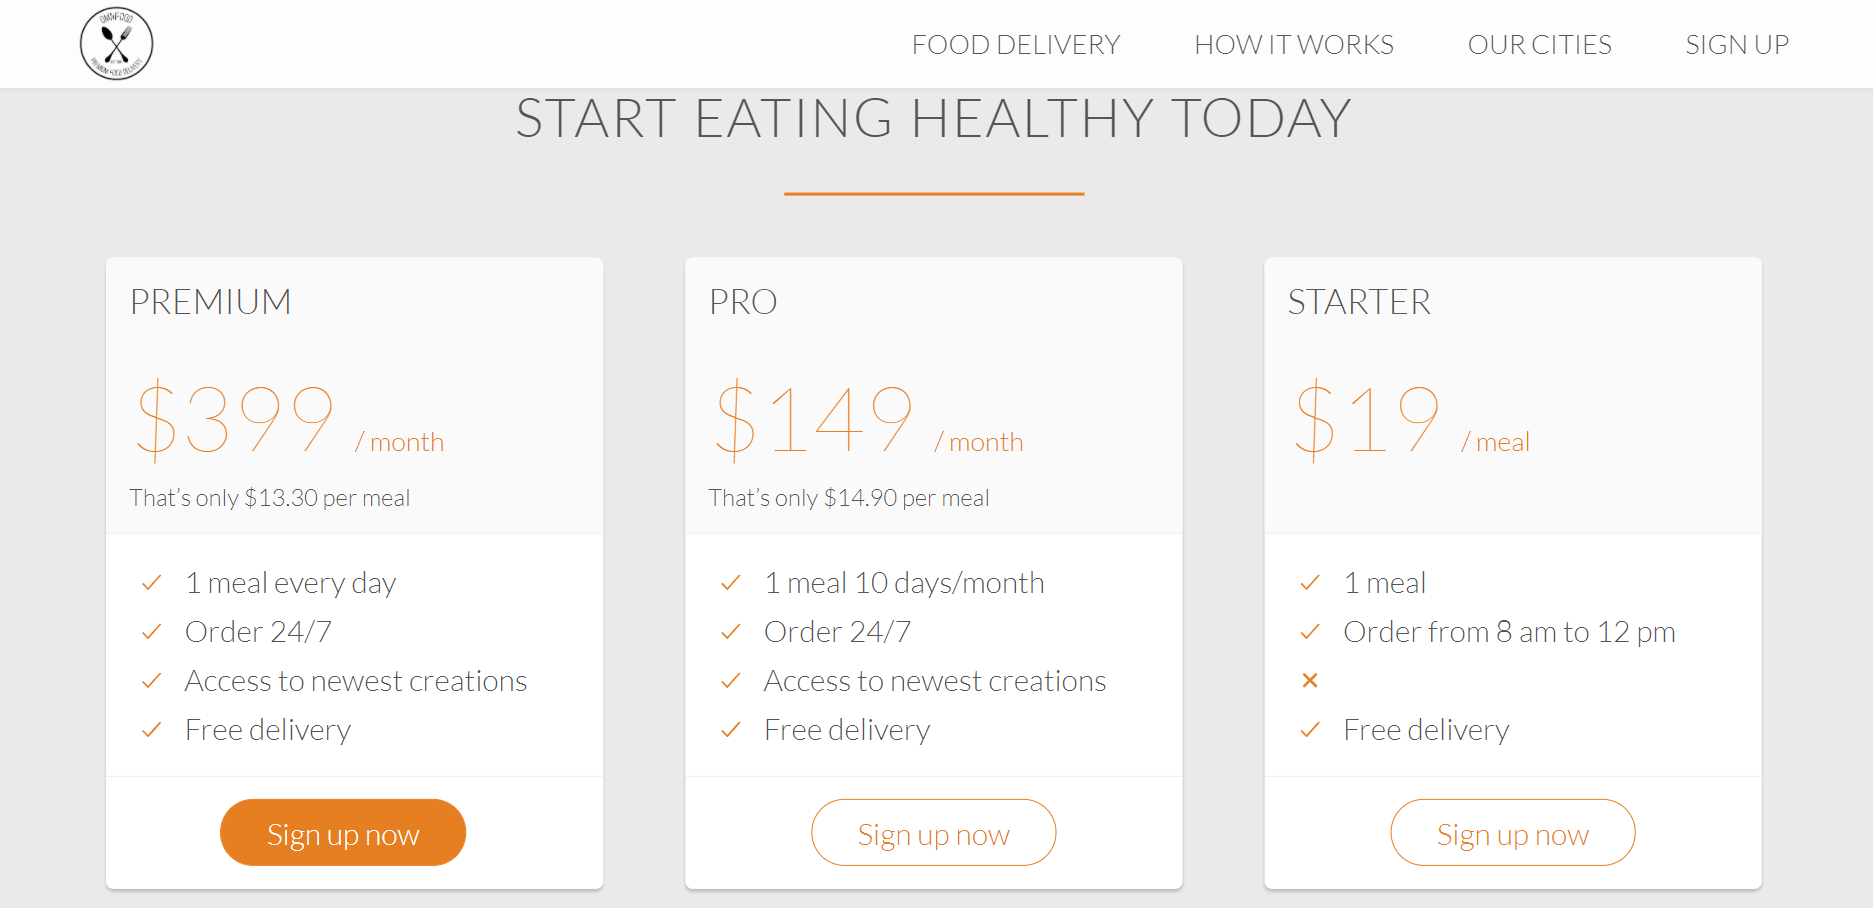 OMNIFOOD
PREMIUM FOOD DELIVERY
FOOD DELIVERY
HOW IT WORKS
OUR CITIES
SIGN UP
START EATING HEALTHY TODAY
PREMIUM
$399 / month
That’s only $13.30 per meal
1 meal every day
Order 24/7
Access to newest creations
Free delivery
Sign up now
PRO
$149 / month
That’s only $14.90 per meal
1 meal 10 days/month
Order 24/7
Access to newest creations
Free delivery
Sign up now
STARTER
$19 / meal
1 meal
Order from 8 am to 12 pm
Free delivery
Sign up now